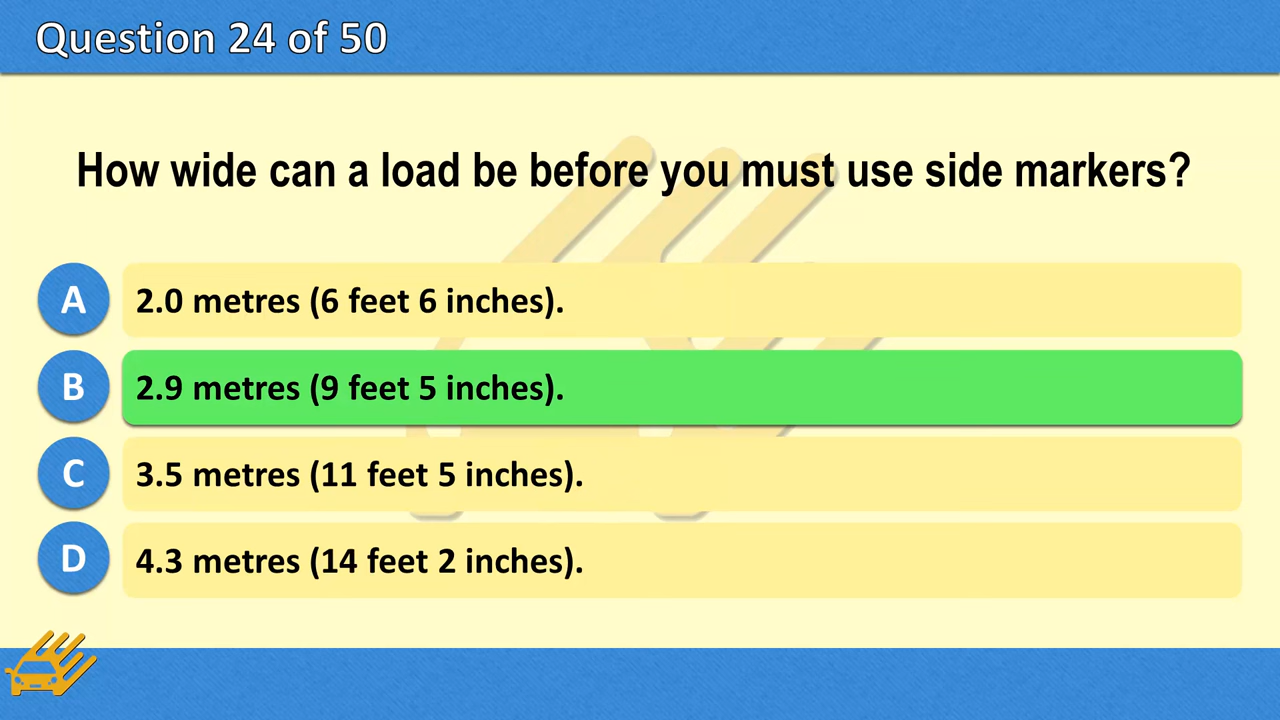 Question 24 of 50
How wide can a load be before you must use side markers?
A
2.0 metres (6 feet 6 inches).
B
2.9 metres (9 feet 5 inches).
C
3.5 metres (11 feet 5 inches).
D
4.3 metres (14 feet 2 inches).